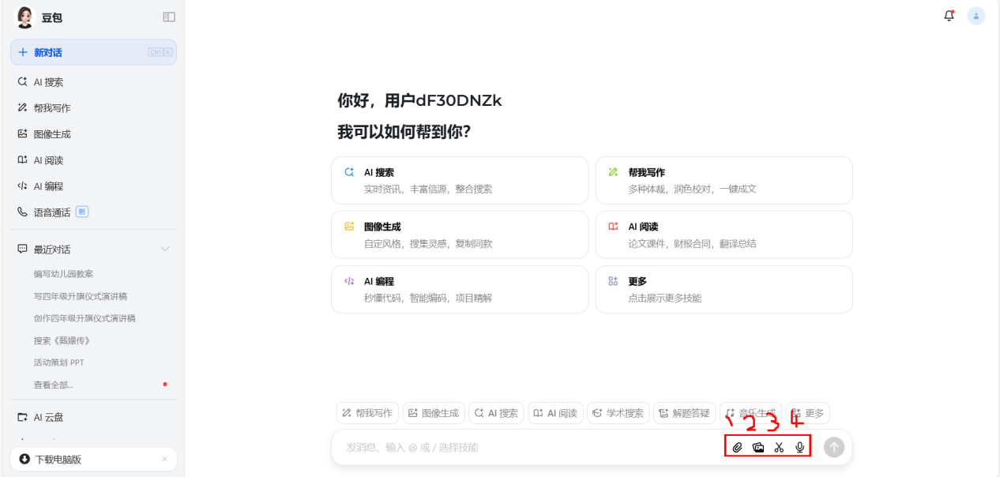 豆包
新对话 Ctrl K
AI 搜索
帮我写作
图像生成
AI 阅读
AI 编程
语音通话 新
最近对话
编写幼儿园教案
写四年级升旗仪式演讲稿
创作四年级升旗仪式演讲稿
搜索《甄嬛传》
活动策划 PPT
查看全部...
AI 云盘
下载电脑版
你好，用户dF30DNZk
我可以如何帮到你？
AI 搜索
实时资讯，丰富信源，整合搜索
帮我写作
多种体裁，润色校对，一键成文
图像生成
自定风格，搜集灵感，复制同款
AI 阅读
论文课件，财报合同，翻译总结
AI 编程
秒懂代码，智能编码，项目精解
更多
点击展示更多技能
帮我写作 图像生成 AI 搜索 AI 阅读 学术搜索 解题答疑 音乐生成 更多
1 2 3 4
发消息、输入 @ 或 / 选择技能